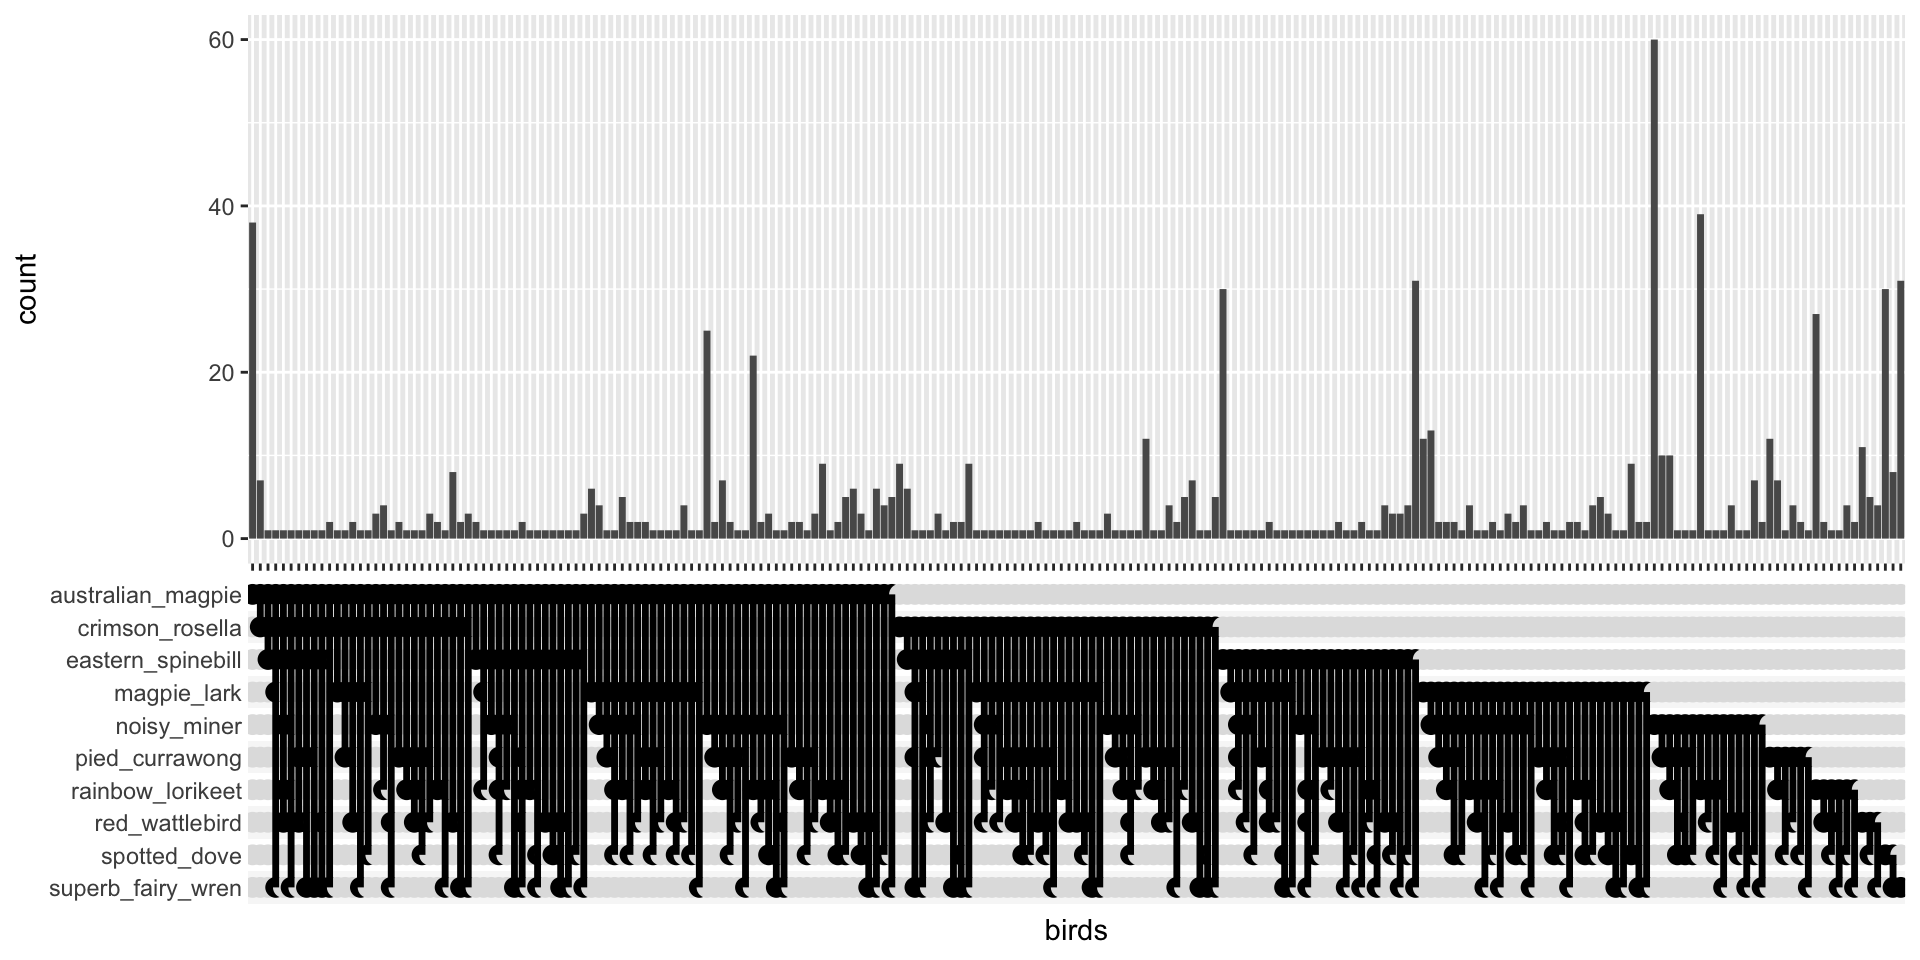 60
40
20
0
count
australian_magpie
crimson_rosella
eastern_spinebill
magpie_lark
noisy_miner
pied_currawong
rainbow_lorikeet
red_wattlebird
spotted_dove
superb_fairy_wren
birds